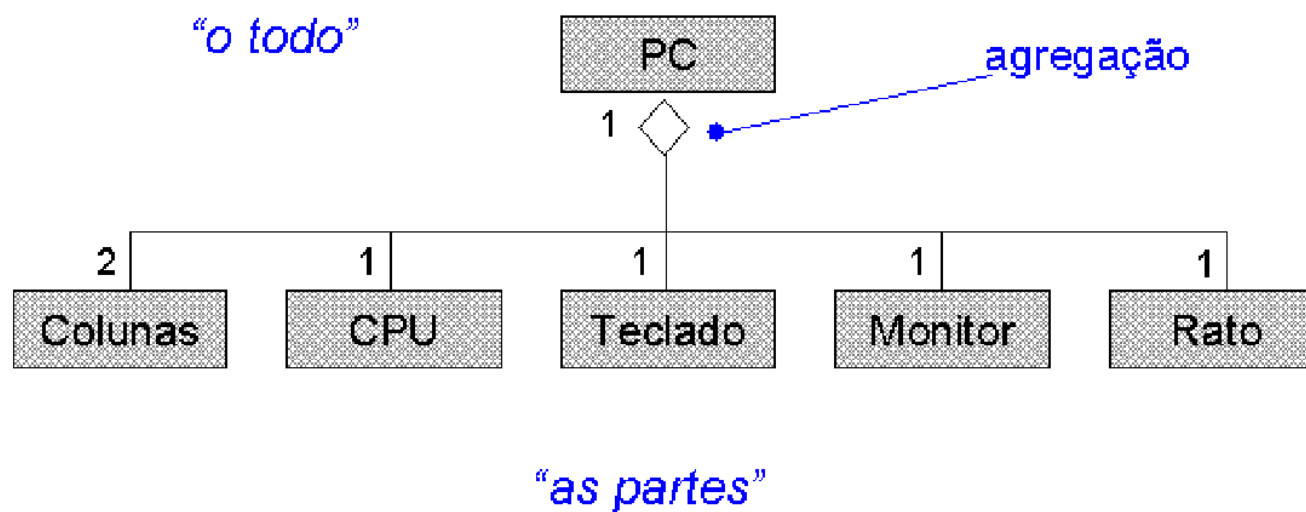 “o todo”
PC
agregação
1
2
1
1
1
1
Colunas
CPU
Teclado
Monitor
Rato
“as partes”